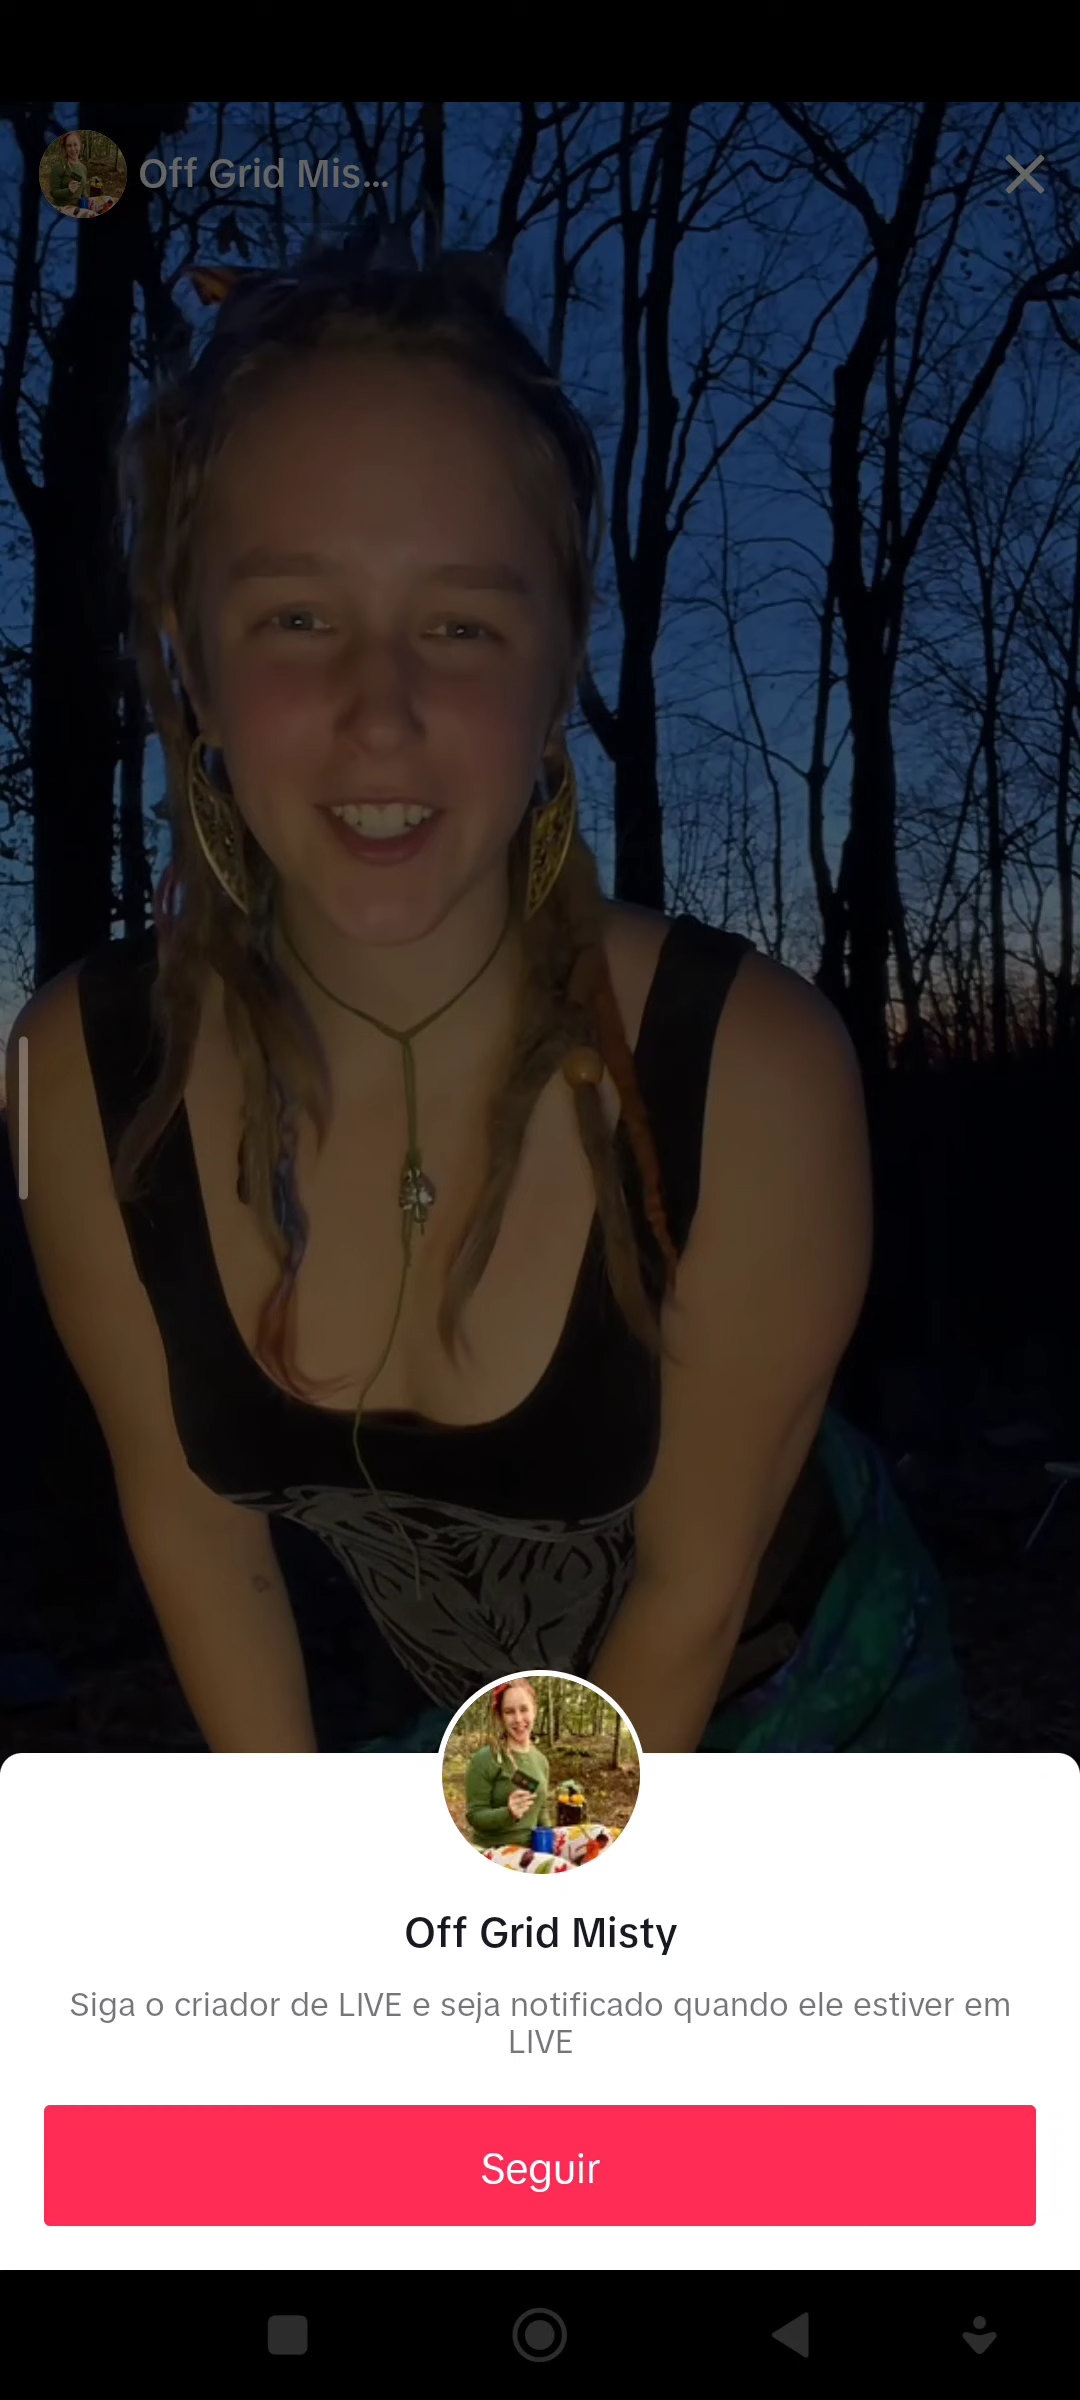 Off Grid Mis...
Off Grid Misty
Siga o criador de LIVE e seja notificado quando ele estiver em
LIVE
Seguir